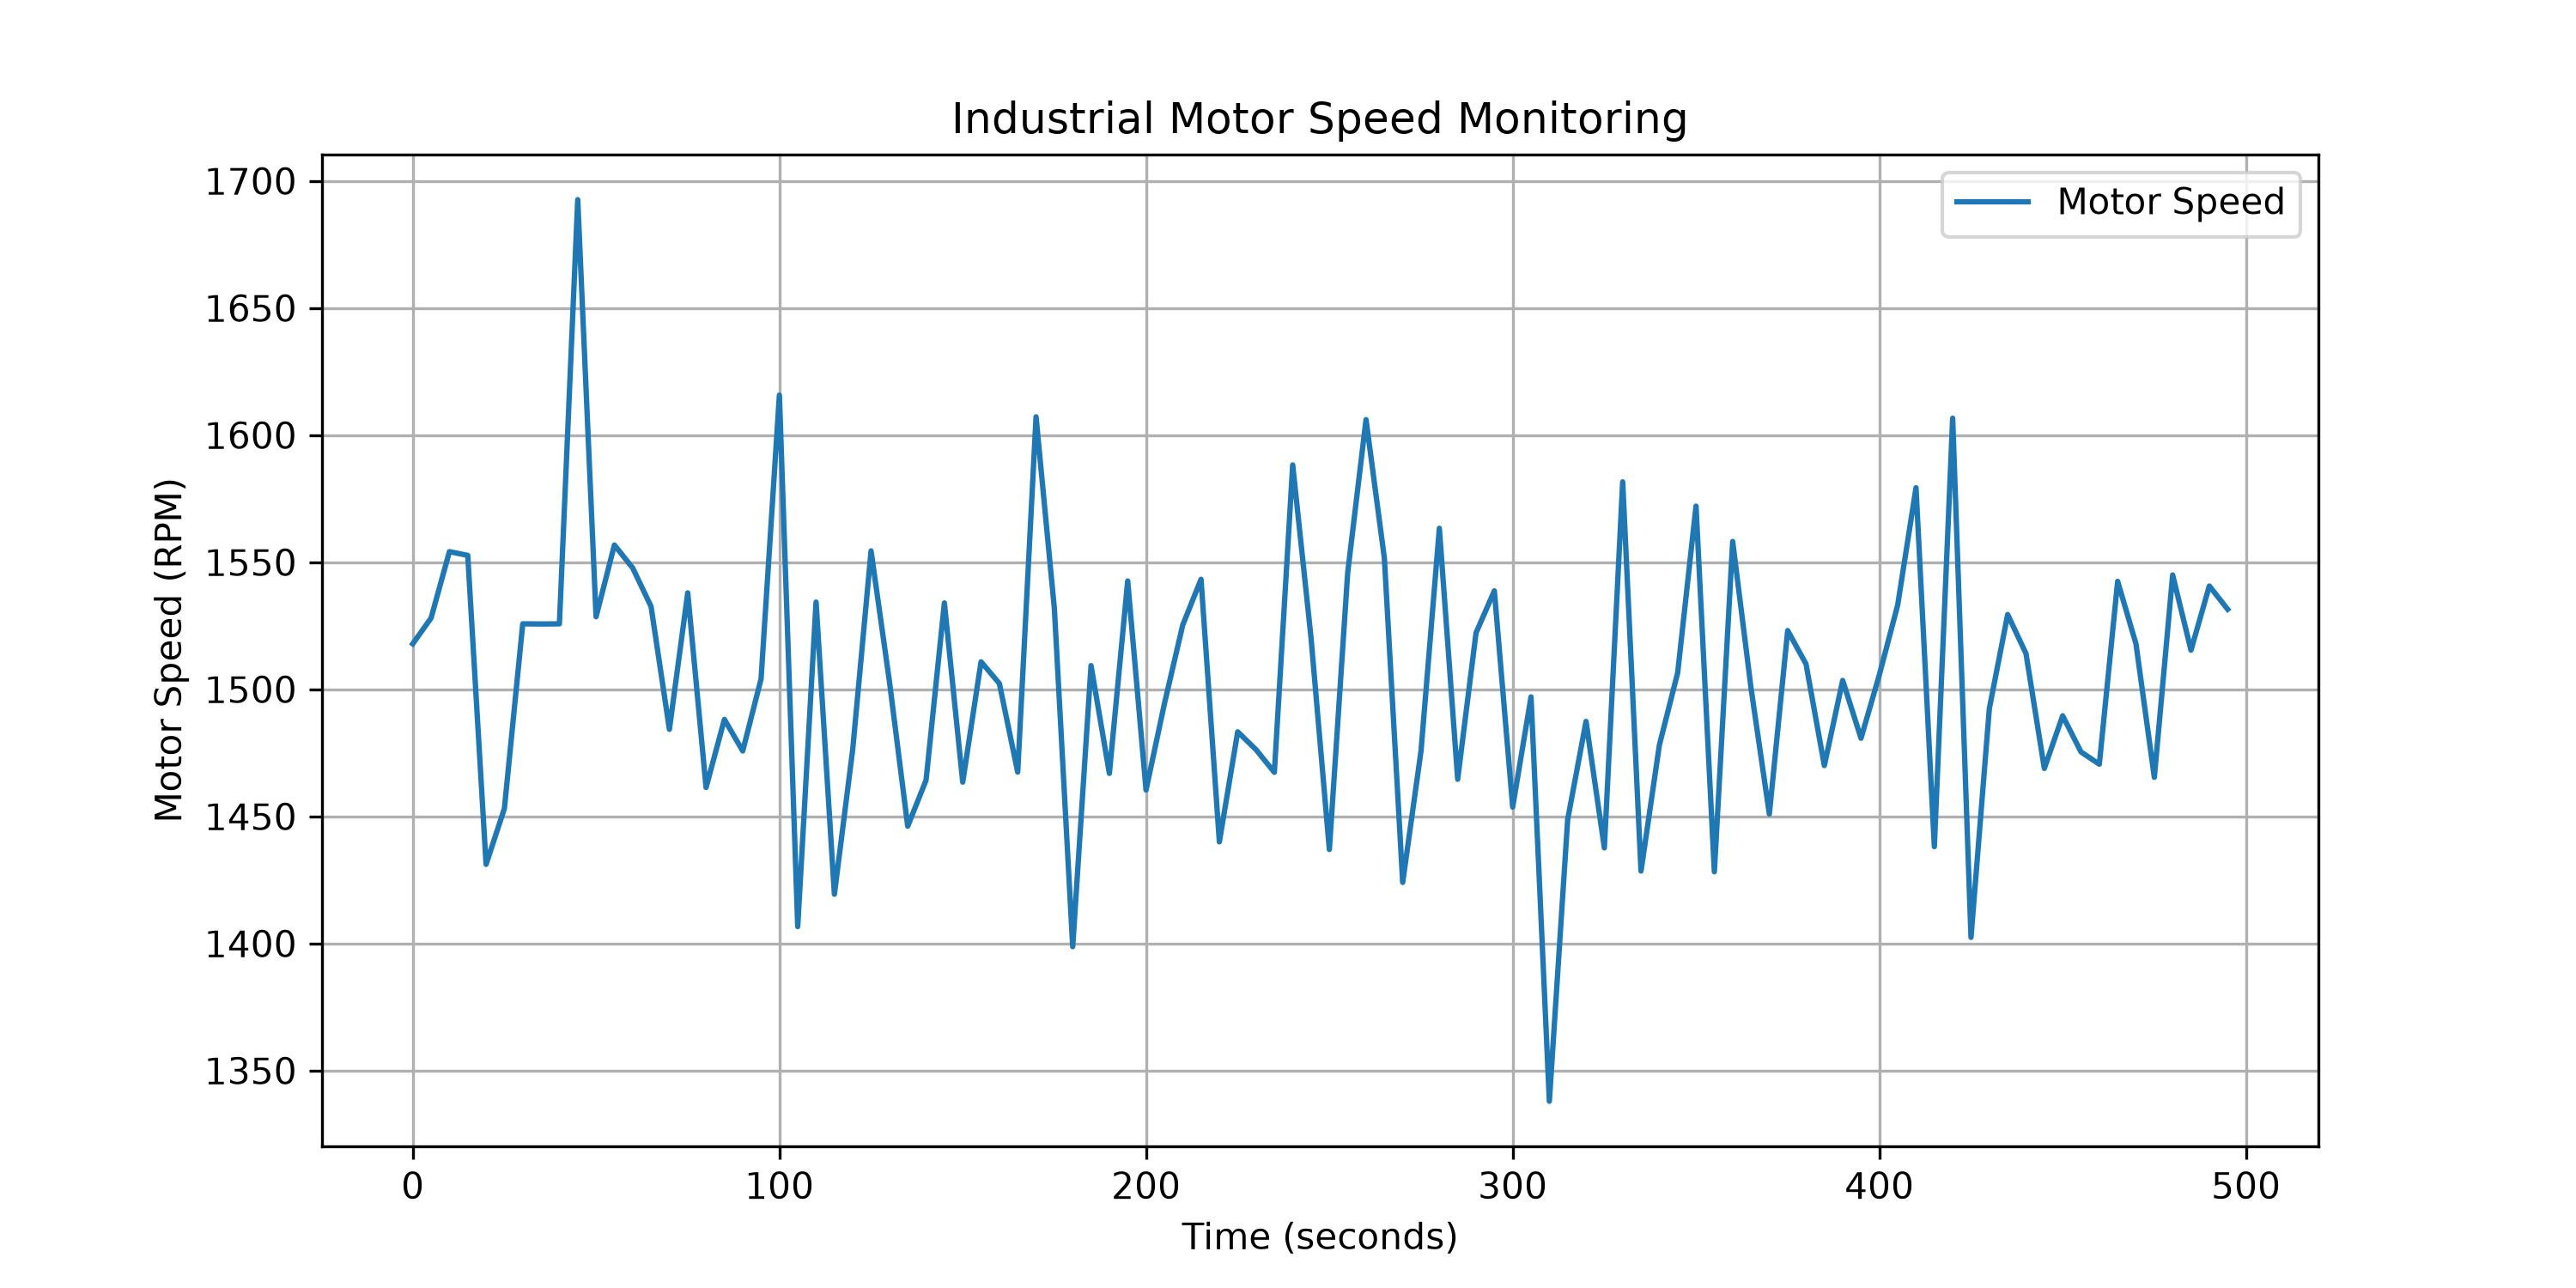 Industrial Motor Speed Monitoring
Motor Speed
Motor Speed (RPM)
1700
1650
1600
1550
1500
1450
1400
1350
0 100 200 300 400 500
Time (seconds)